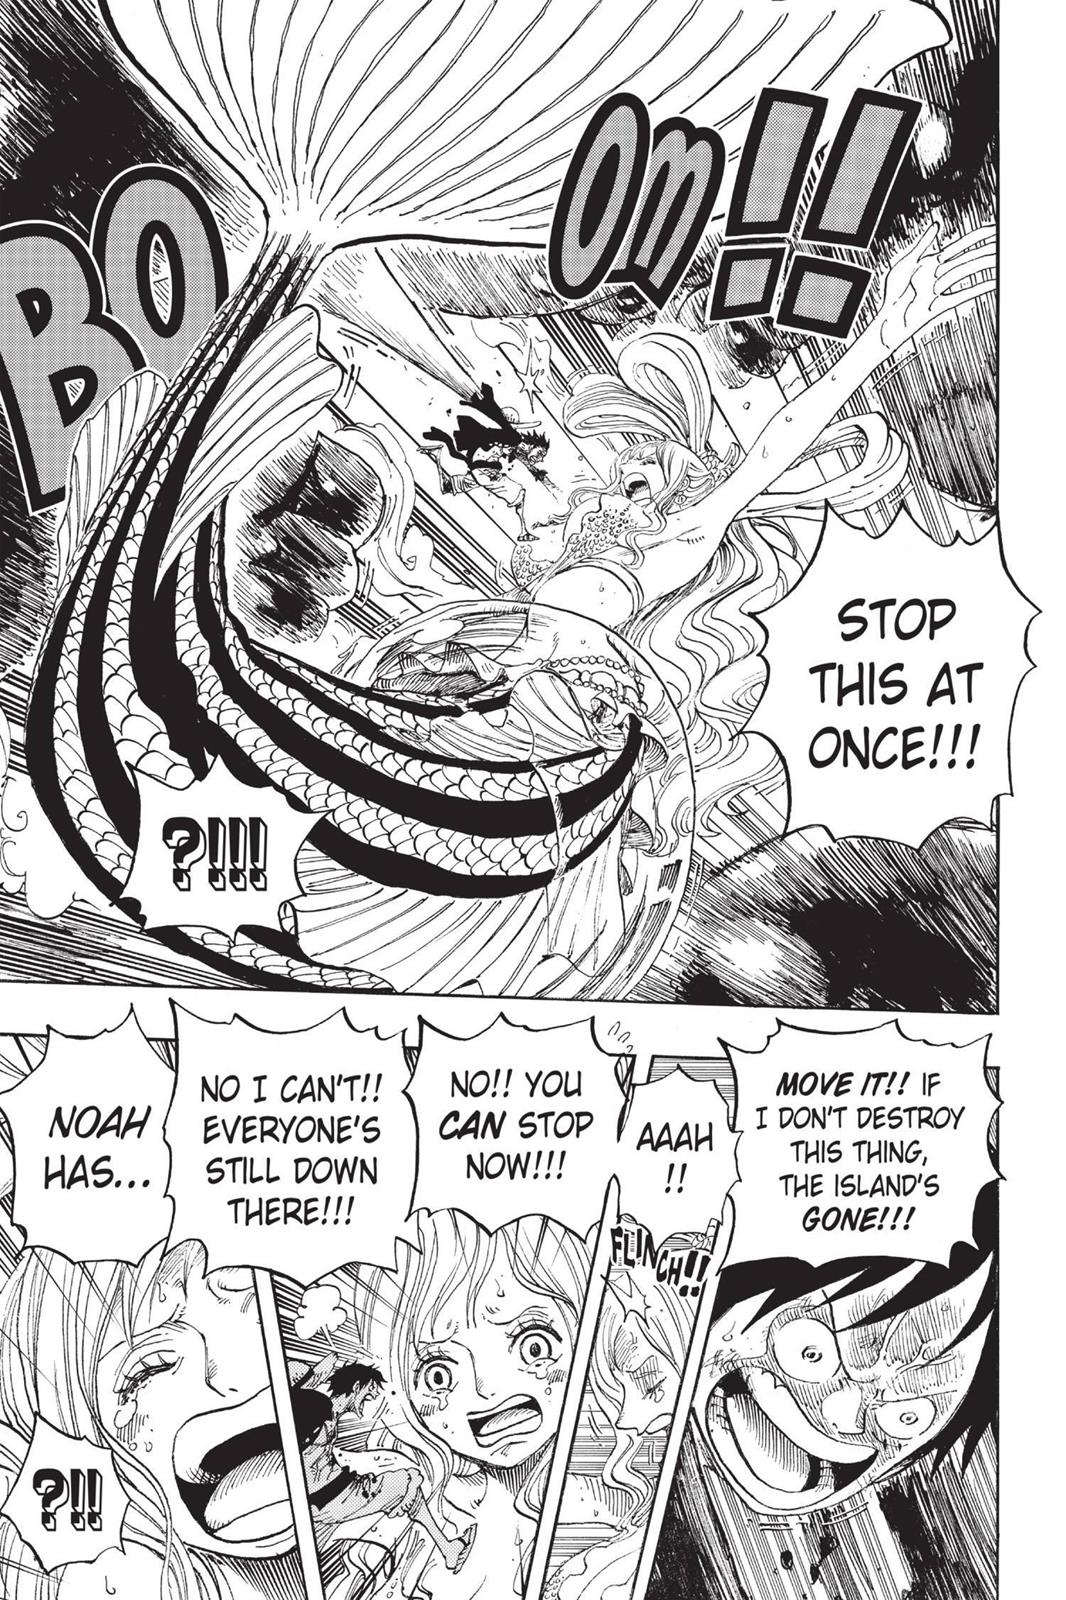 BO
OM!!
STOP
THIS AT
ONCE!!!
?!!!
MOVE IT!! IF
I DON'T DESTROY
THIS THING,
THE ISLAND'S
GONE!!!
AAAH
!!
FLINCH!!
NO!! YOU
CAN STOP
NOW!!!
NO I CAN'T!!
EVERYONE'S
STILL DOWN
THERE!!!
NOAH
HAS...
?!!